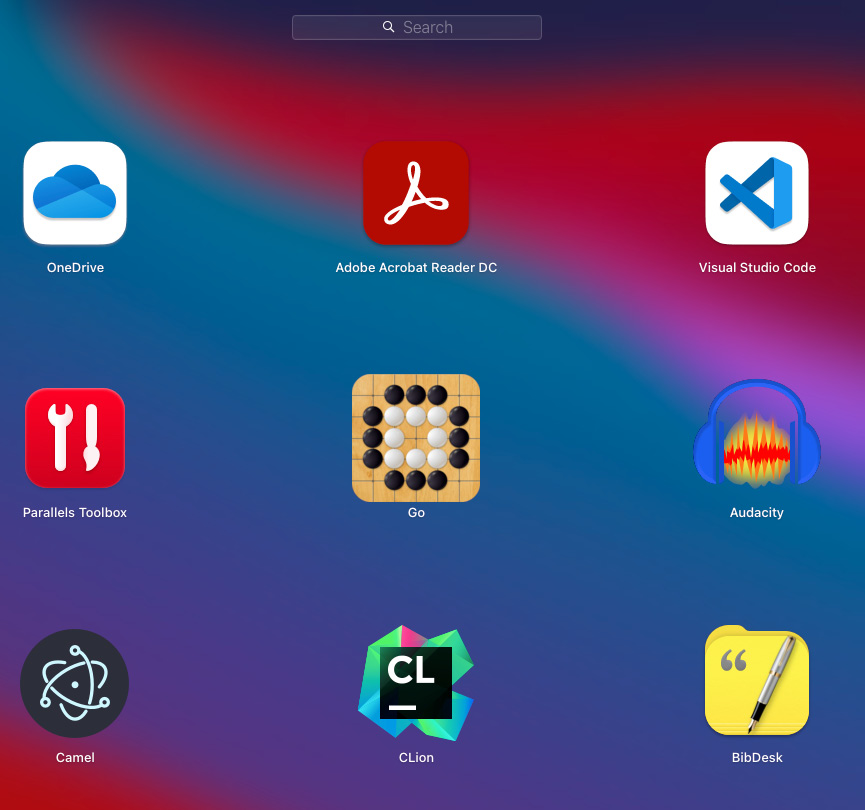 Search
OneDrive
Adobe Acrobat Reader DC
Visual Studio Code
Parallels Toolbox
Go
Audacity
“
CL
Camel
CLion
BibDesk